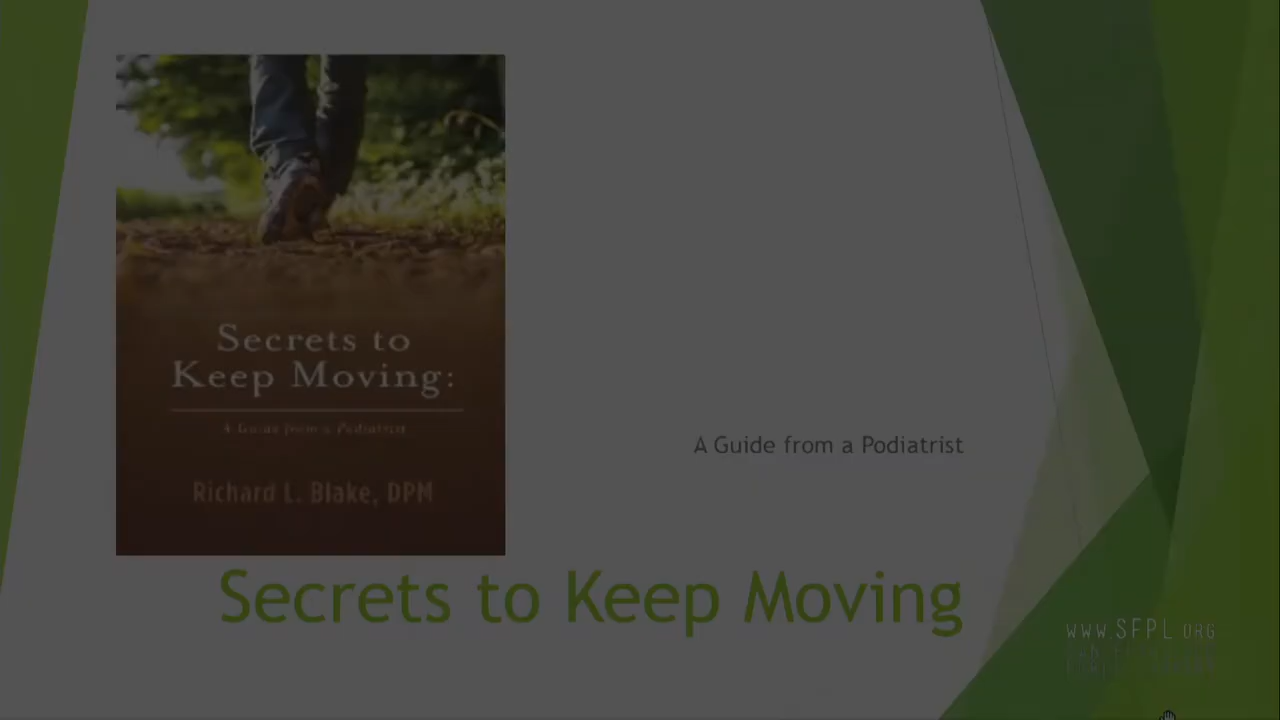 Secrets to
Keep Moving:
A Guide from a Podiatrist
Richard L. Blake, DPM
A Guide from a Podiatrist
Secrets to Keep Moving
WWW.SFPL.ORG